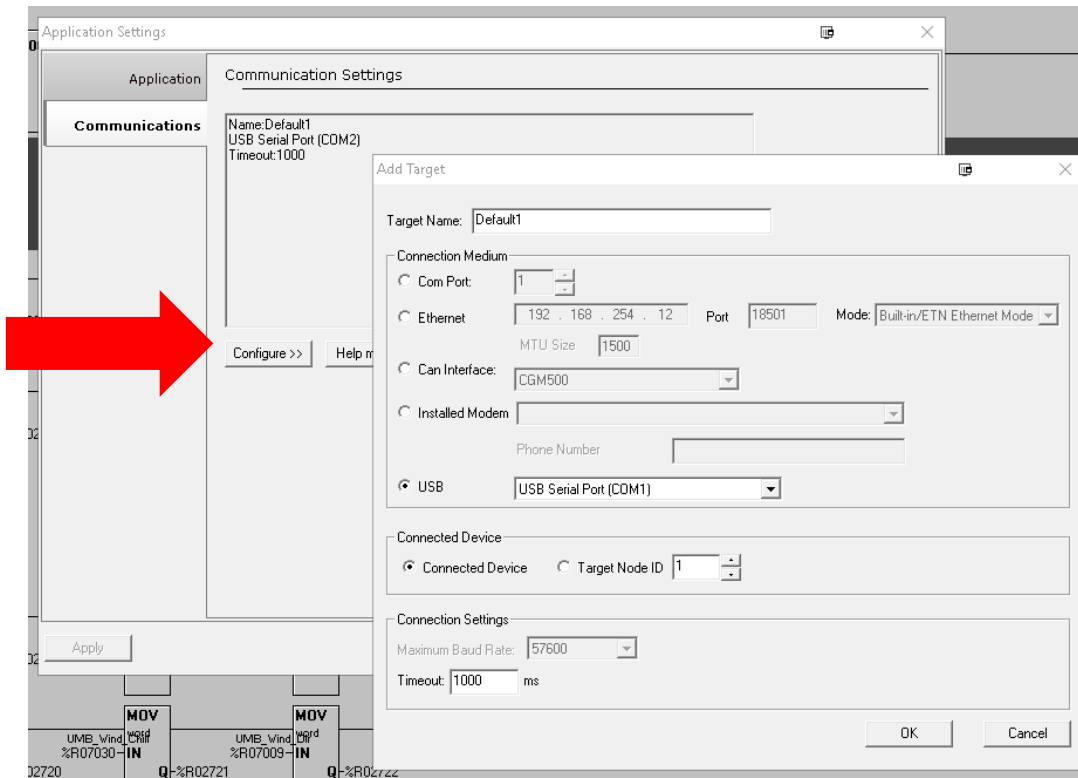 Application Settings
Application
Communications
Communication Settings
Name:Default1
USB Serial Port (COM2)
Timeout:1000
Configure >>
Help m
Apply
Add Target
Target Name: Default1
Connection Medium
Com Port: 1
Ethernet 192 . 168 . 254 . 12 Port 18501 Mode: Built-in/ETN Ethernet Mode
MTU Size 1500
Can Interface: CGM500
Installed Modem
Phone Number
USB USB Serial Port (COM1)
Connected Device
Connected Device Target Node ID 1
Connection Settings
Maximum Baud Rate: 57600
Timeout: 1000 ms
OK Cancel
MOV MOV
word word
UMB_Wind_Chill UMB_Wind_Dir
%R07030 IN %R07009 IN
02720 Q %R02721 Q %R02722